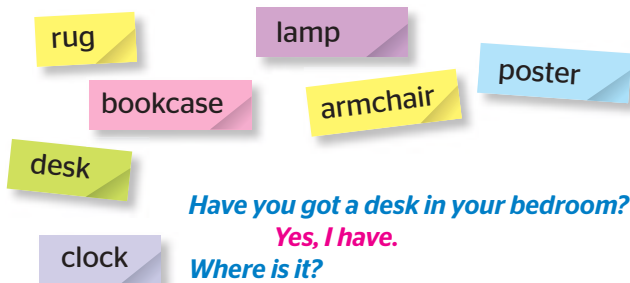 rug
lamp
poster
bookcase
armchair
desk
Have you got a desk in your bedroom?
Yes, I have.
clock
Where is it?